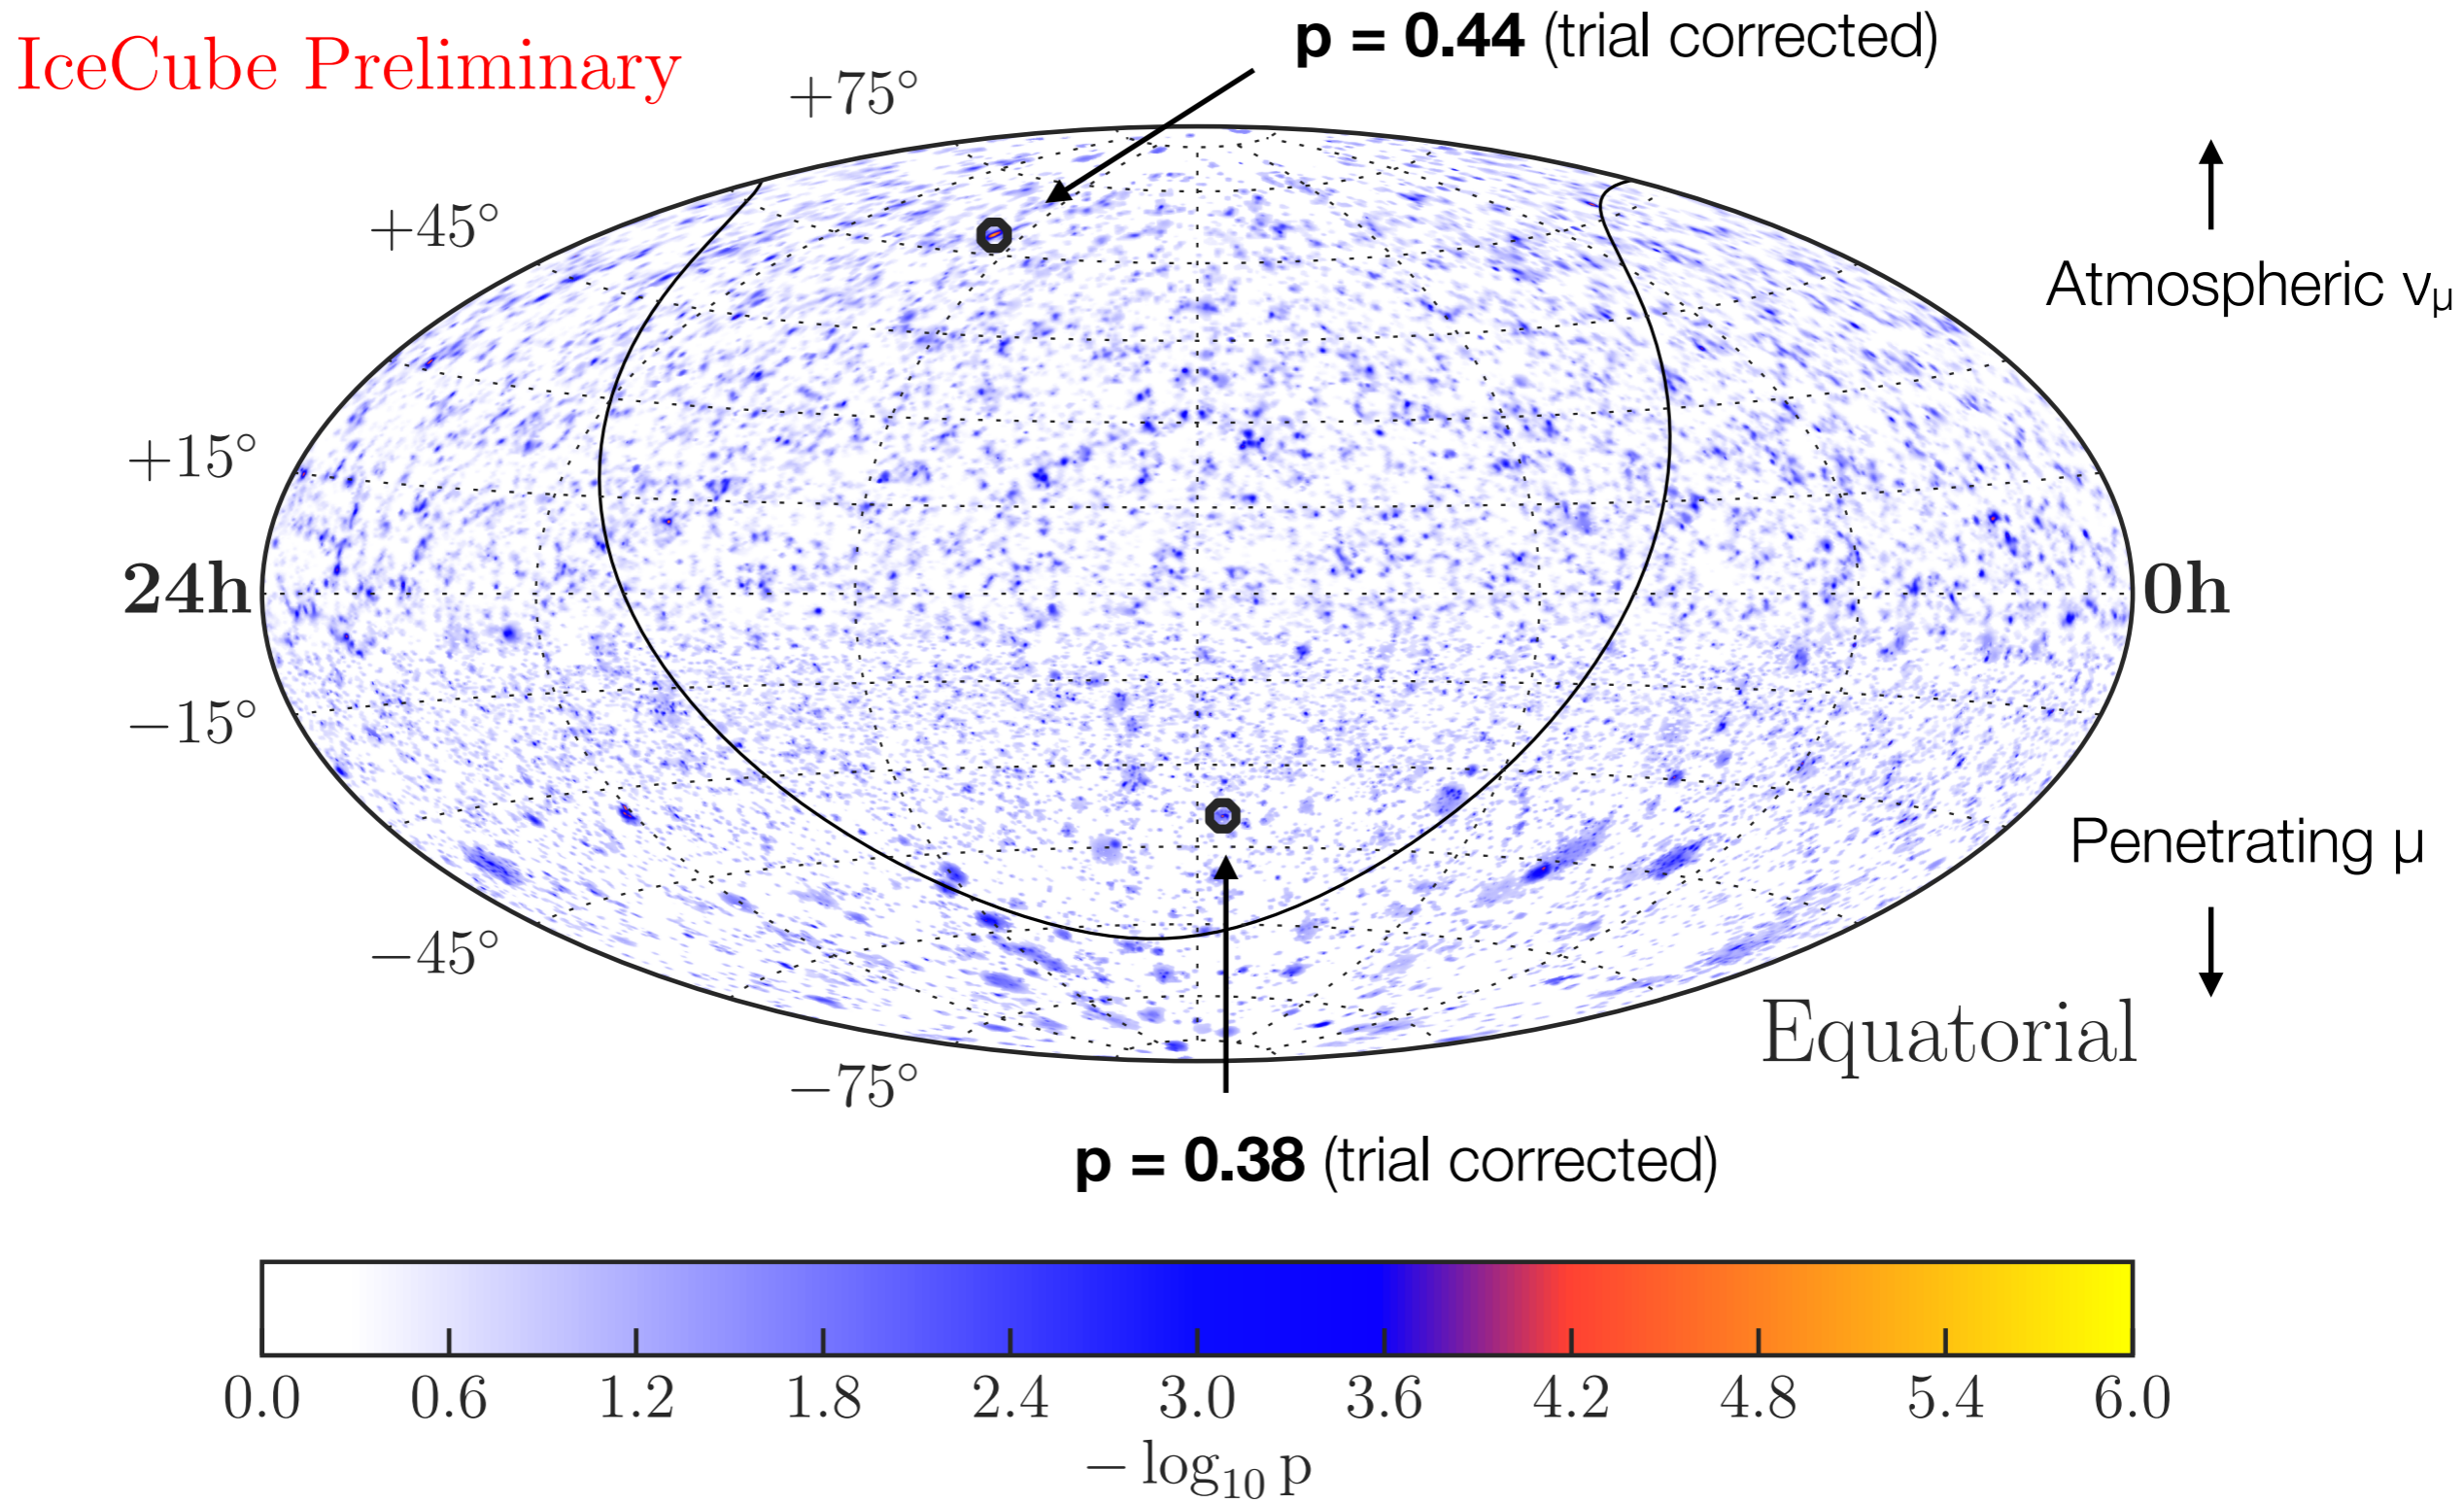 p = 0.44 (trial corrected)
IceCube Preliminary
+75°
+45°
Atmospheric νμ
+15°
24h
0h
−15°
Penetrating μ
−45°
Equatorial
−75°
p = 0.38 (trial corrected)
0.0 0.6 1.2 1.8 2.4 3.0 3.6 4.2 4.8 5.4 6.0
− log₁₀ p